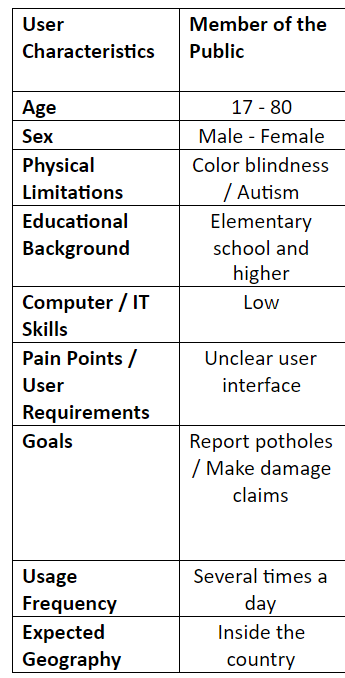 User Member of the
Characteristics Public
Age 17 - 80
Sex Male - Female
Physical Color blindness
Limitations / Autism
Educational Elementary
Background school and
higher
Computer / IT Low
Skills
Pain Points / Unclear user
User interface
Requirements
Goals Report potholes
/ Make damage
claims
Usage Several times a
Frequency day
Expected Inside the
Geography country